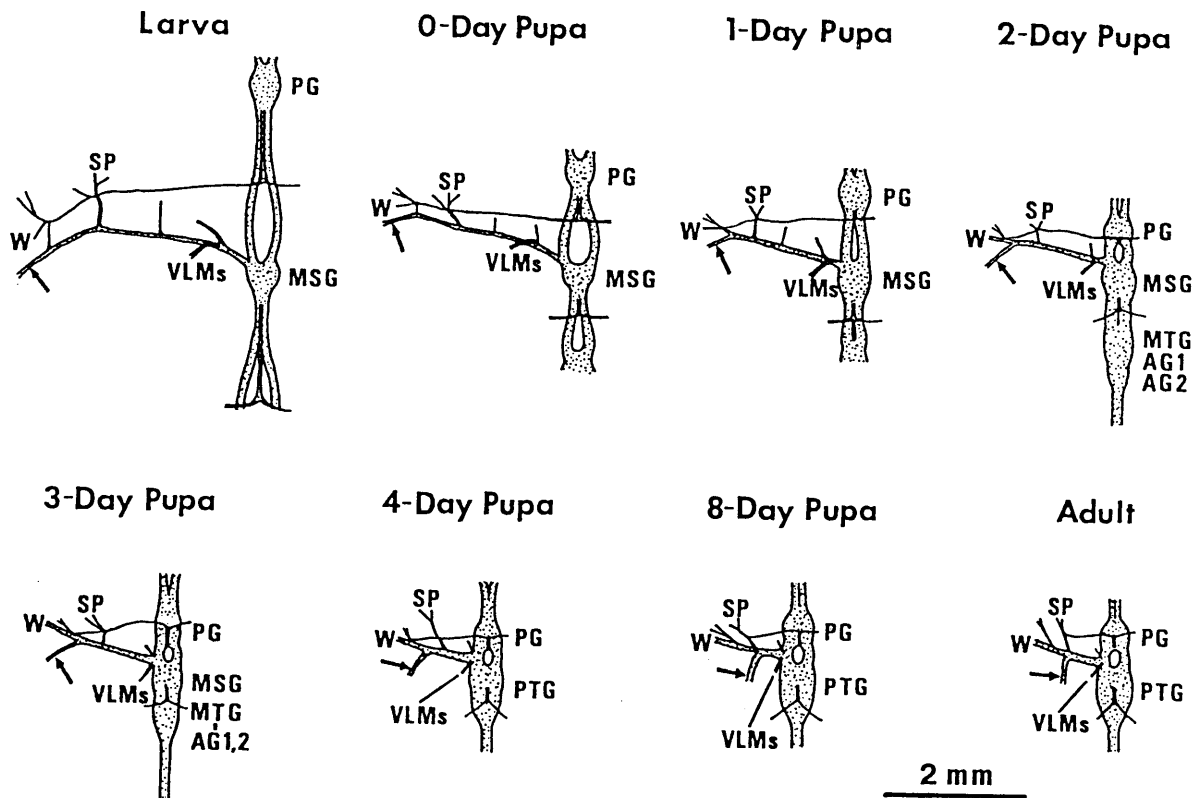 Larva
PG
SP
W
VLMs
MSG
0-Day Pupa
PG
SP
W
VLMs
MSG
1-Day Pupa
PG
SP
W
VLMs
MSG
2-Day Pupa
SP
W
PG
VLMs
MSG
MTG
AG1
AG2
3-Day Pupa
SP
W
PG
VLMs
MSG
MTG
AG1,2
4-Day Pupa
SP
W
PG
PTG
VLMs
8-Day Pupa
SP
W
PG
PTG
VLMs
Adult
SP
W
PG
PTG
VLMs
2 mm